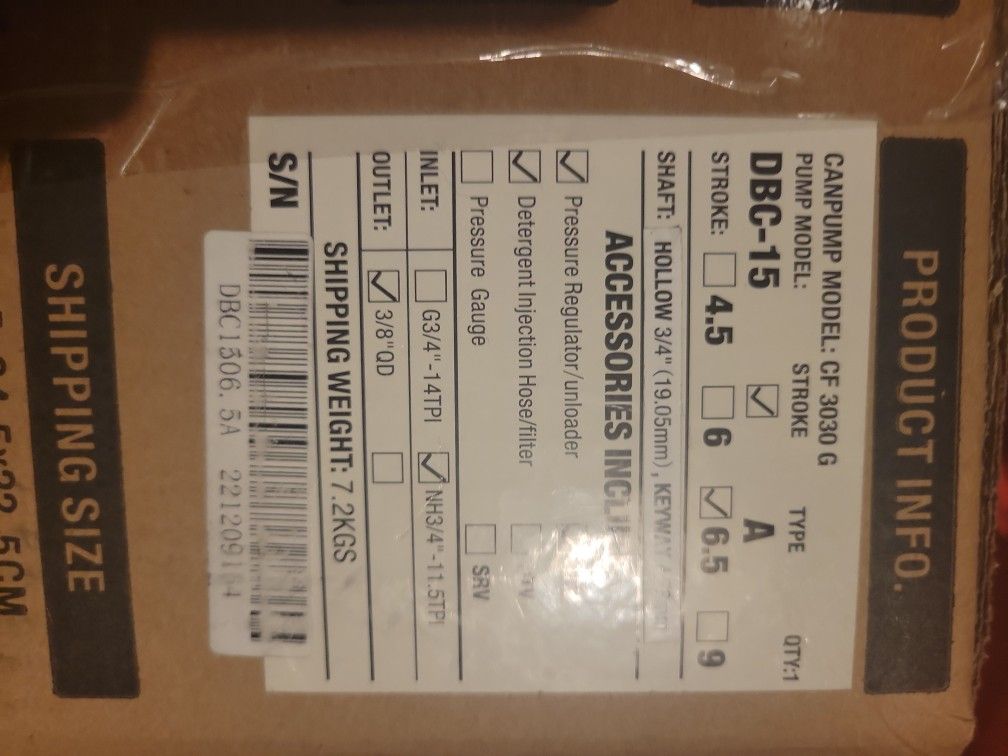 PRODUCT INFO.
CANPUMP MODEL: CF 3030 G
PUMP MODEL: STROKE TYPE QTY:1
DBC-15 A
STROKE: 4.5 6 6.5 9
SHAFT: HOLLOW 3/4"(19.05mm), KEYWAY
ACCESSORIES
Pressure Regulator/unloader
Detergent Injection Hose/filter
Pressure Gauge SRV
INLET: G3/4"-14TPI NH3/4"-11.5TPI
OUTLET: 3/8"QD
SHIPPING WEIGHT: 7.2KGS
S/N
DBC1506.5A
SHIPPING SIZE